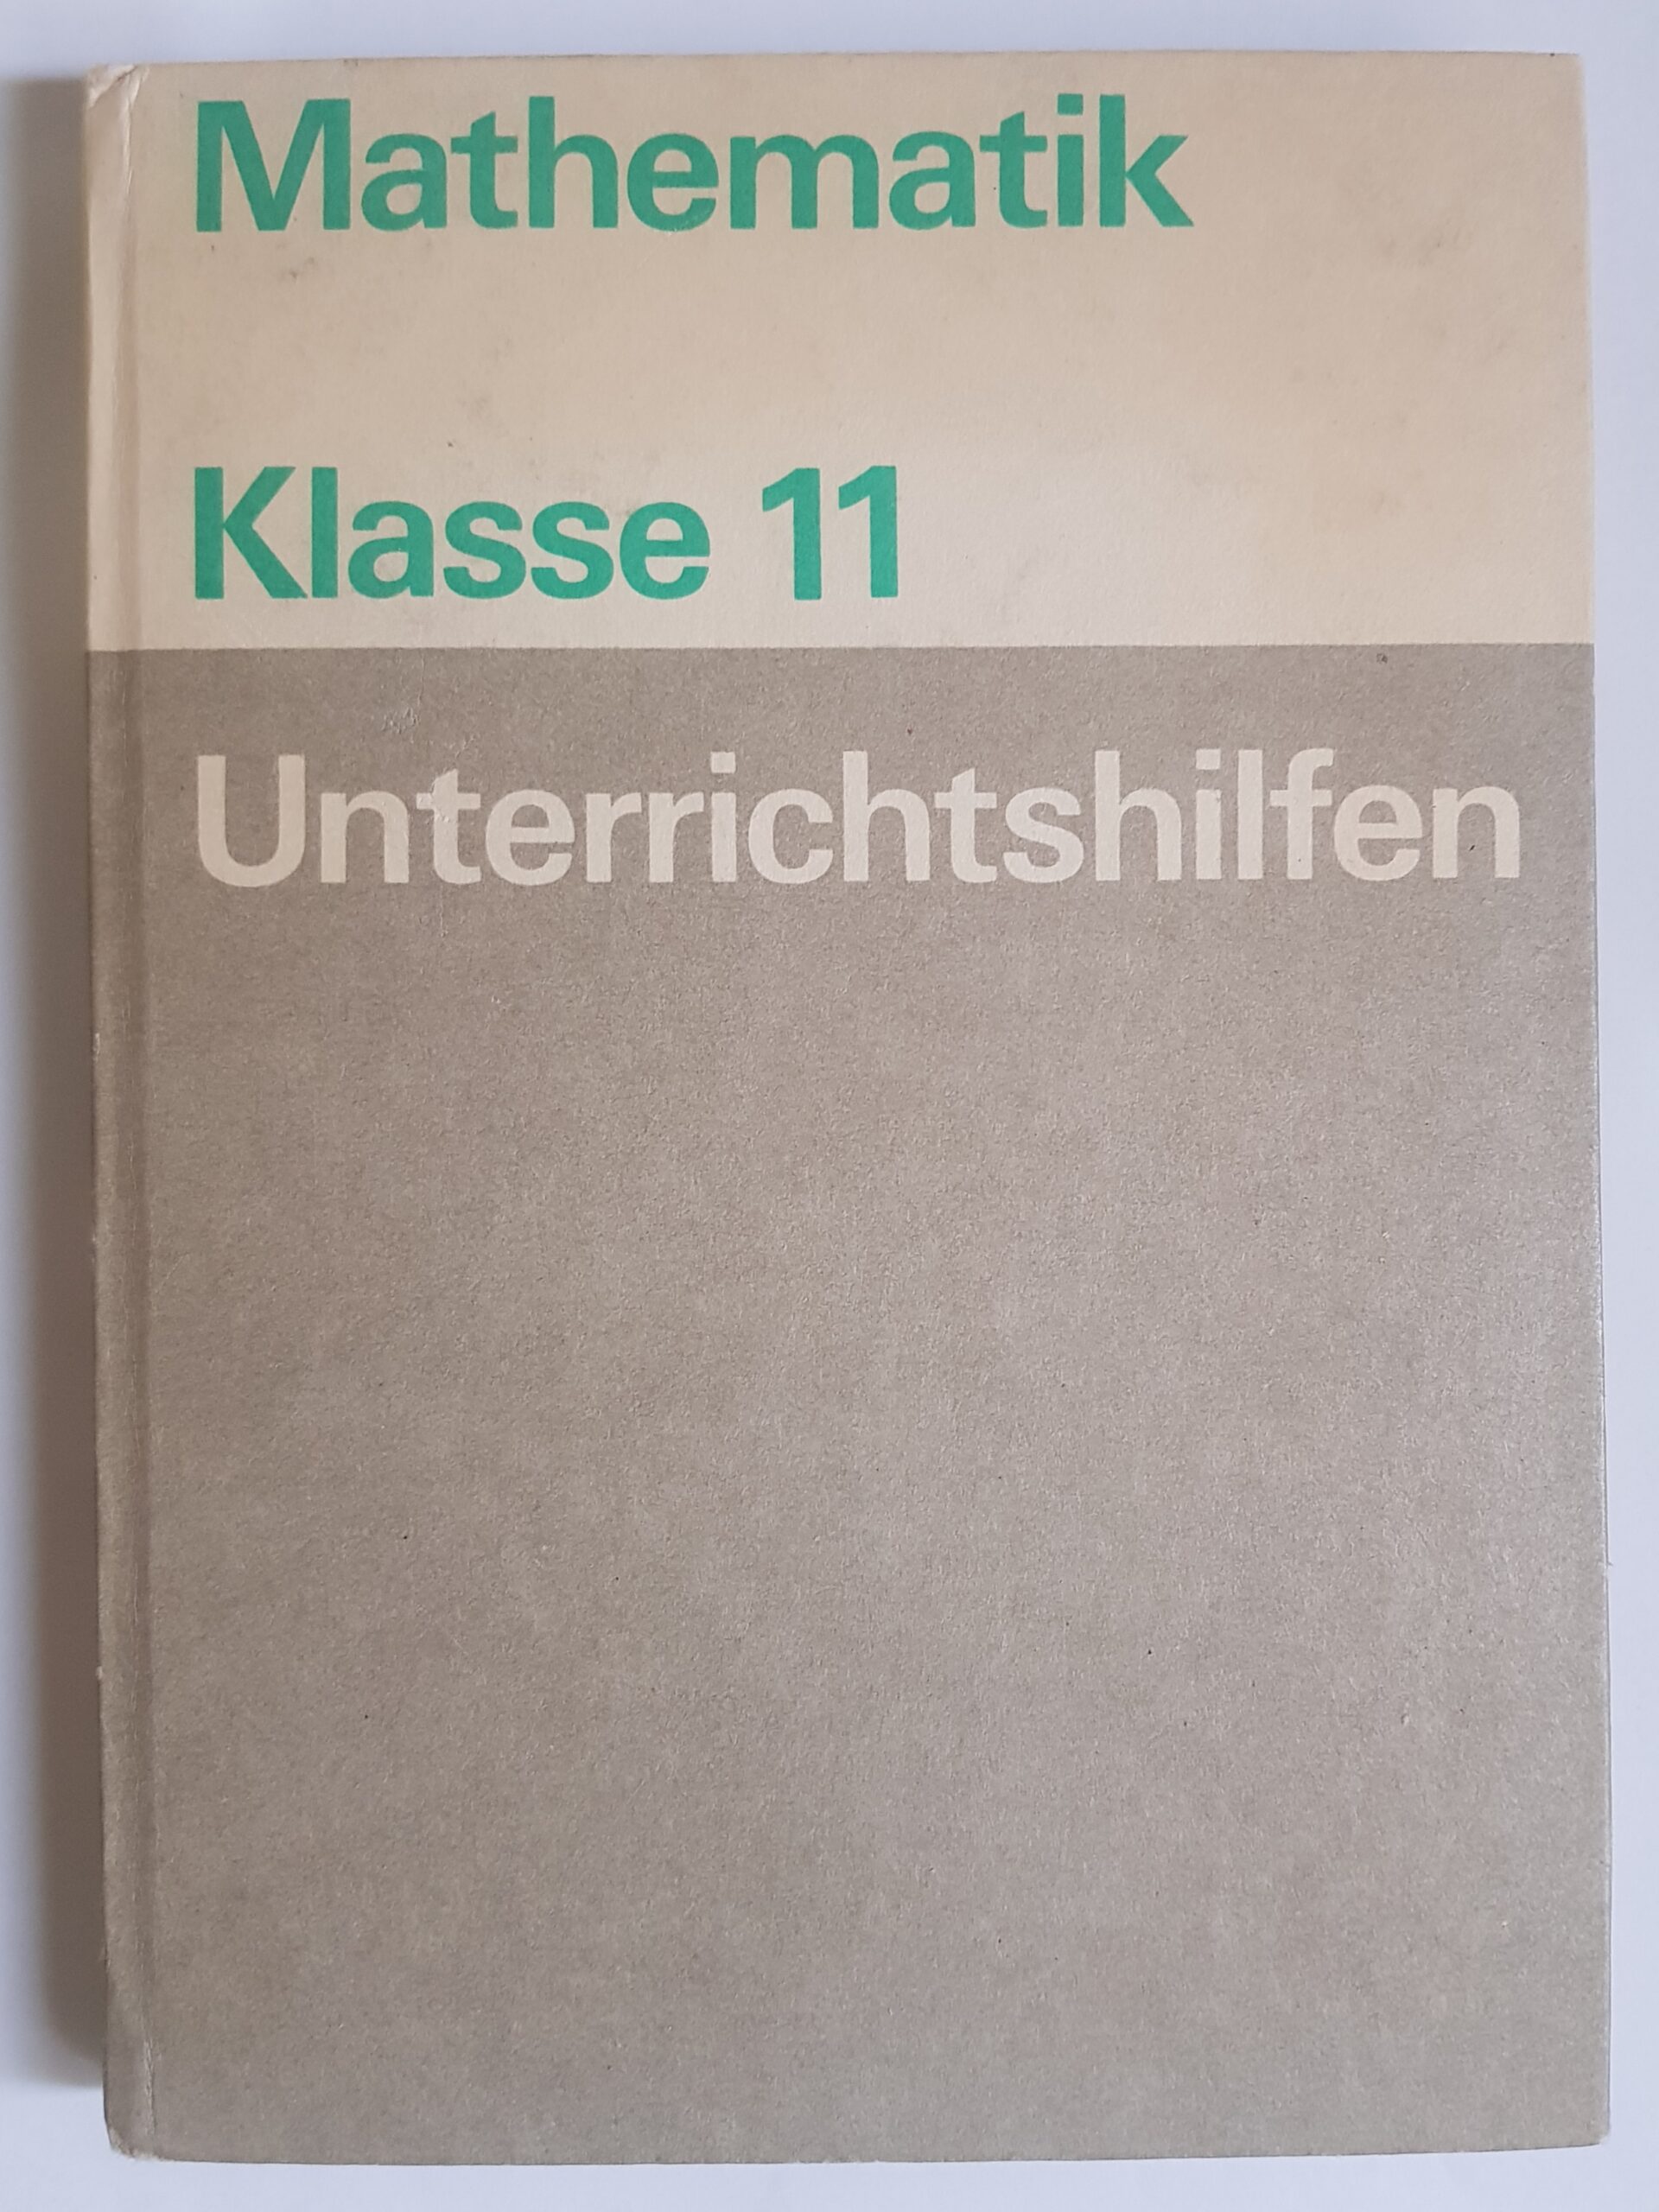 Mathematik
Klasse 11
Unterrichtshilfen